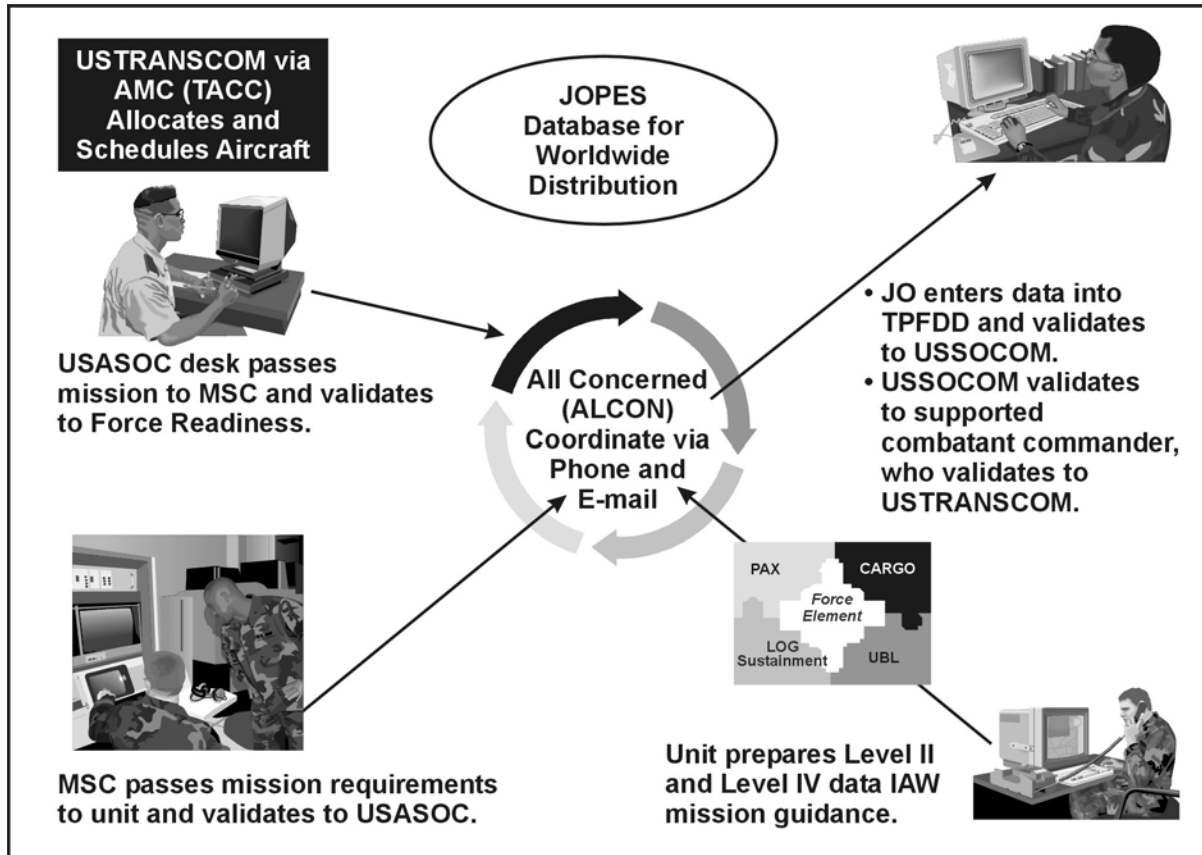 USTRANSCOM via
AMC (TACC)
Allocates and
Schedules Aircraft
JOPES
Database for
Worldwide
Distribution
USASOC desk passes
mission to MSC and validates
to Force Readiness.
• JO enters data into
TPFDD and validates
to USSOCOM.
• USSOCOM validates
to supported
combatant commander,
who validates to
USTRANSCOM.
All Concerned
(ALCON)
Coordinate via
Phone and
E-mail
PAX
CARGO
Force
Element
LOG
Sustainment
UBL
MSC passes mission requirements
to unit and validates to USASOC.
Unit prepares Level II
and Level IV data IAW
mission guidance.